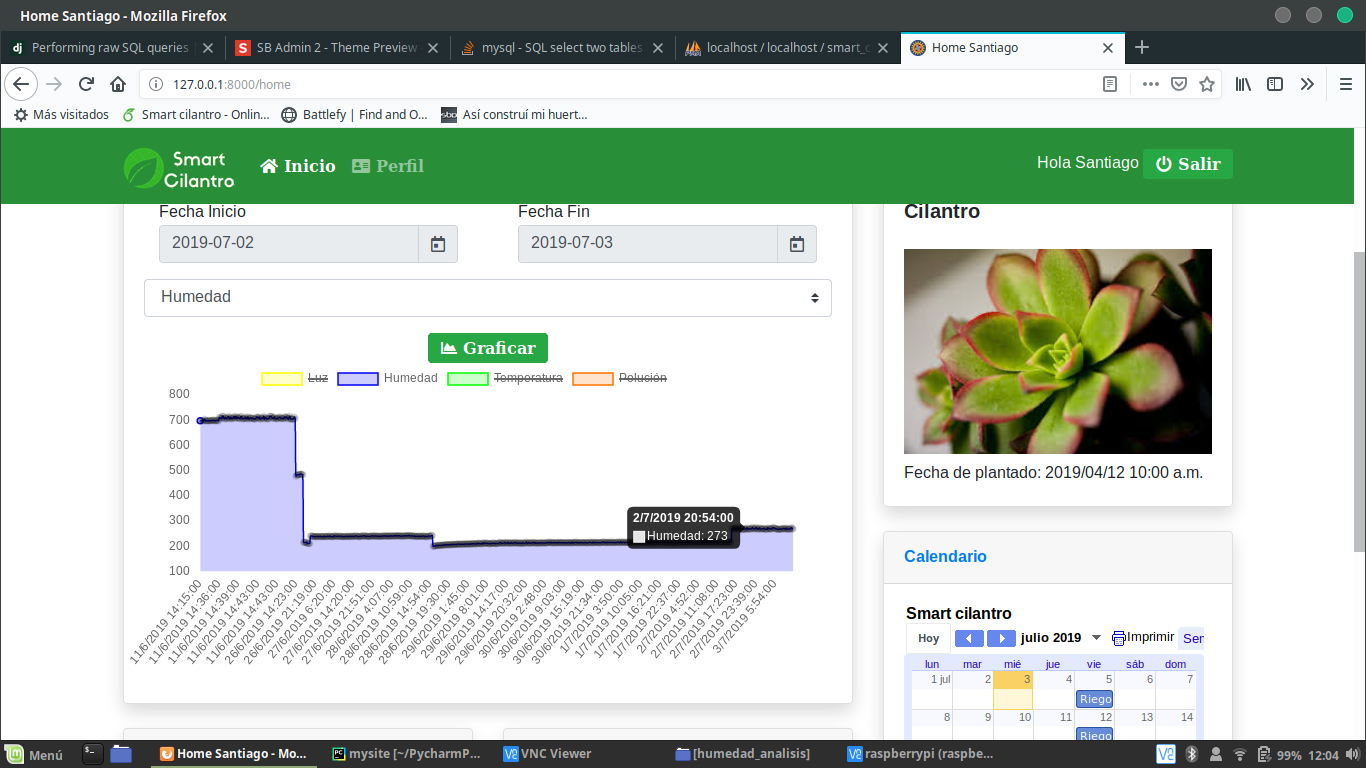 Home Santiago - Mozilla Firefox
Performing raw SQL queries
SB Admin 2 - Theme Preview
mysql - SQL select two tables
localhost / localhost / smart_c
Home Santiago
127.0.0.1:8000/home
Más visitados
Smart cilantro - Onlin...
Battlefy | Find and O...
Así construí mi huert...
Smart Cilantro
Inicio
Perfil
Hola Santiago
Salir
Fecha Inicio
Fecha Fin
2019-07-02
2019-07-03
Humedad
Graficar
Luz
Humedad
Temperatura
Polución
800
700
600
500
400
300
200
100
2/7/2019 20:54:00
Humedad: 273
11/6/2019 14:15:00
11/6/2019 14:36:00
11/6/2019 14:39:00
11/6/2019 14:43:00
11/6/2019 14:43:00
26/6/2019 14:23:00
26/6/2019 21:19:00
27/6/2019 6:20:00
27/6/2019 14:20:00
27/6/2019 21:51:00
28/6/2019 4:07:00
28/6/2019 10:59:00
28/6/2019 14:54:00
28/6/2019 19:30:00
29/6/2019 1:45:00
29/6/2019 8:01:00
29/6/2019 14:17:00
29/6/2019 20:32:00
30/6/2019 2:48:00
30/6/2019 9:03:00
30/6/2019 15:19:00
30/6/2019 21:34:00
1/7/2019 3:50:00
1/7/2019 10:05:00
1/7/2019 16:21:00
1/7/2019 22:37:00
2/7/2019 4:52:00
2/7/2019 11:08:00
2/7/2019 17:23:00
2/7/2019 23:39:00
3/7/2019 5:54:00
Cilantro
Fecha de plantado: 2019/04/12 10:00 a.m.
Calendario
Smart cilantro
Hoy
julio 2019
Imprimir
Sem
lun mar mié jue vie sáb dom
1 jul 2 3 4 5 6 7
Riego
8 9 10 11 12 13 14
Riego
Menú
Home Santiago - Mo...
mysite [~/PycharmP...
VNC Viewer
[humedad_analisis]
raspberrypi (raspbe...
99%
12:04